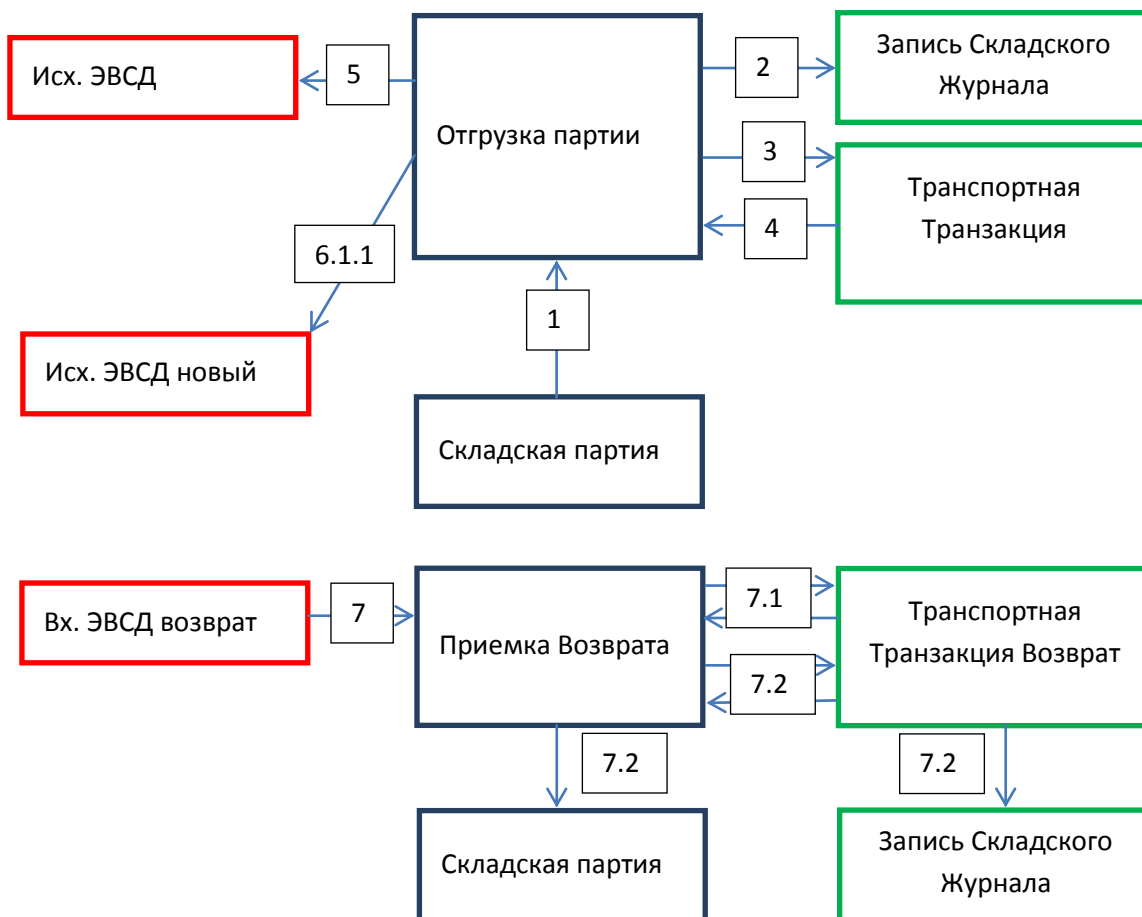 Исх. ЭВСД
5
Отгрузка партии
2
Запись Складского
Журнала
3
4
Транспортная
Транзакция
6.1.1
1
Исх. ЭВСД новый
Складская партия
Вх. ЭВСД возврат
7
Приемка Возврата
7.1
7.2
Транспортная
Транзакция Возврат
7.2
7.2
Складская партия
Запись Складского
Журнала